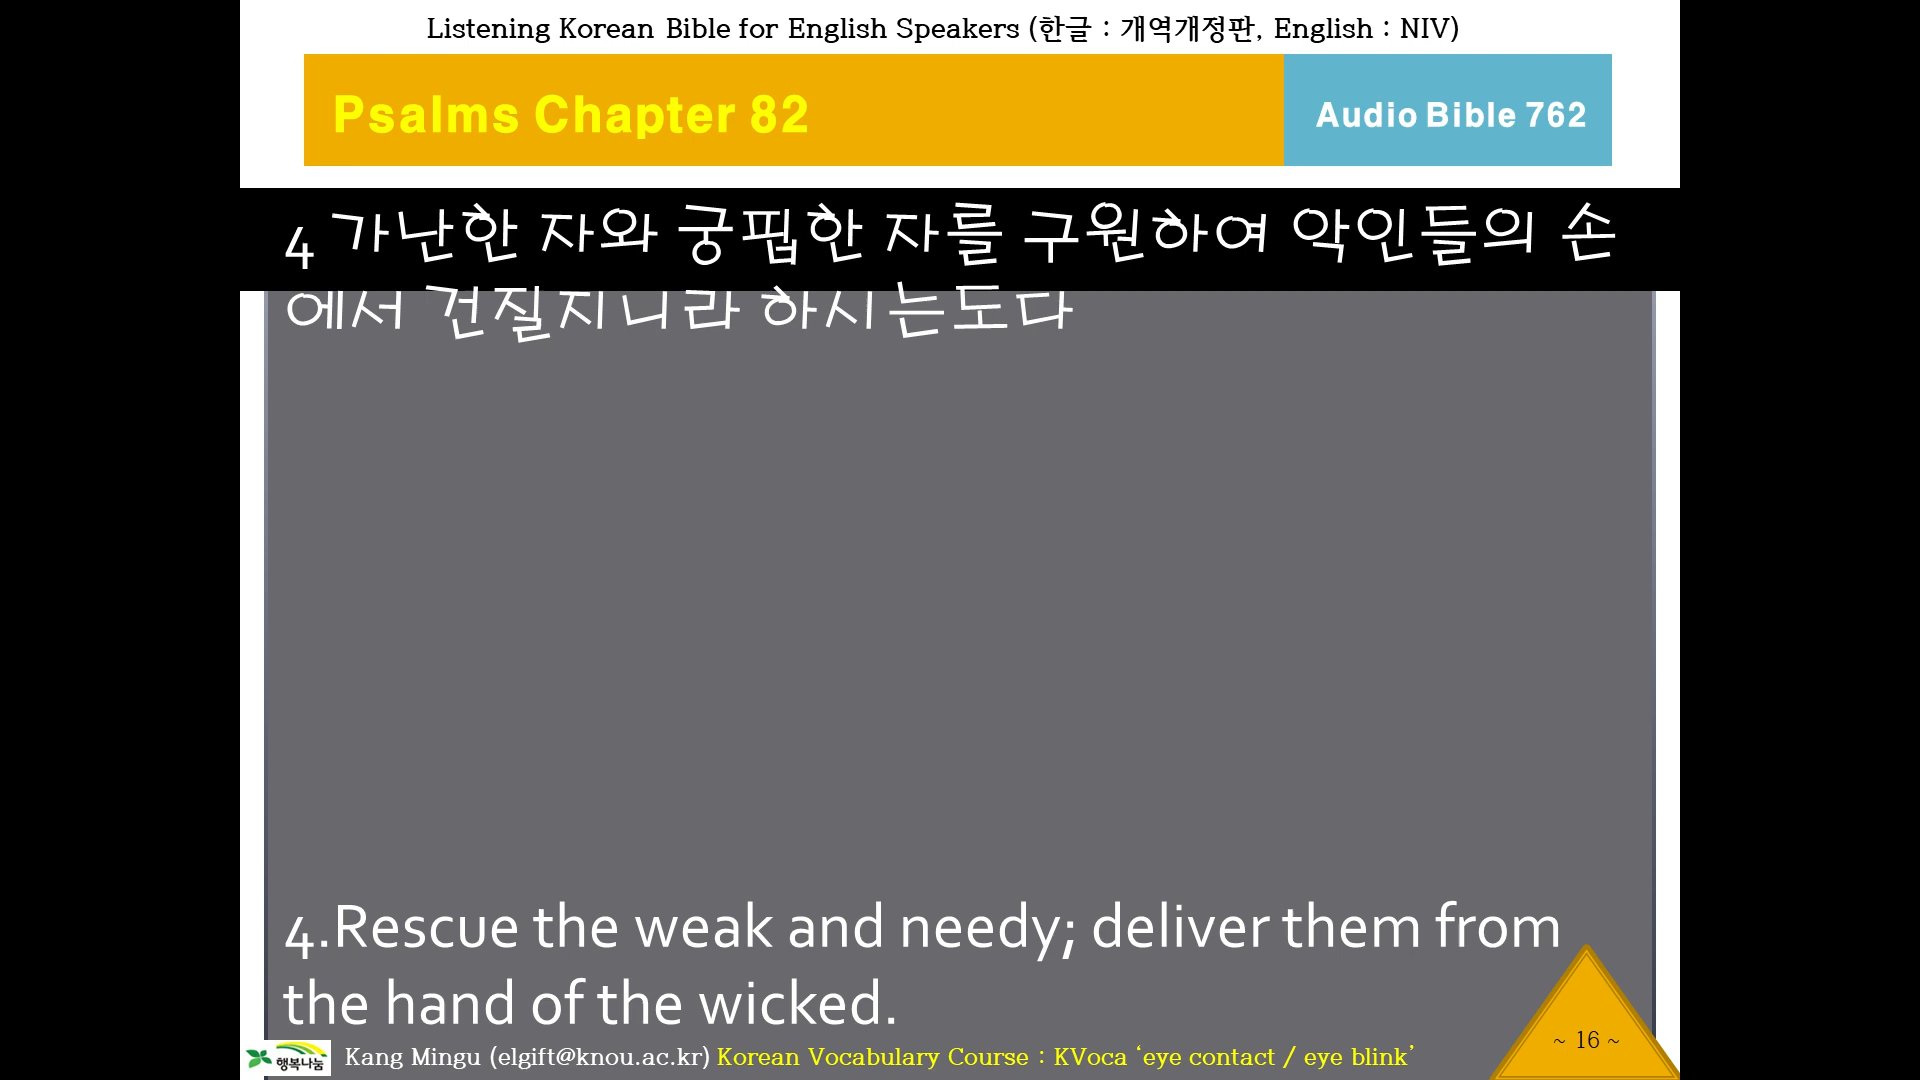 Listening Korean Bible for English Speakers (한글 : 개역개정판, English : NIV)
Psalms Chapter 82
Audio Bible 762
4 가난한 자와 궁핍한 자를 구원하여 악인들의 손
에서 건질지니라 하시는도다
4.Rescue the weak and needy; deliver them from
the hand of the wicked.
~ 16 ~
행복나눔
Kang Mingu (elgift@knou.ac.kr) Korean Vocabulary Course : KVoca ‘eye contact / eye blink’